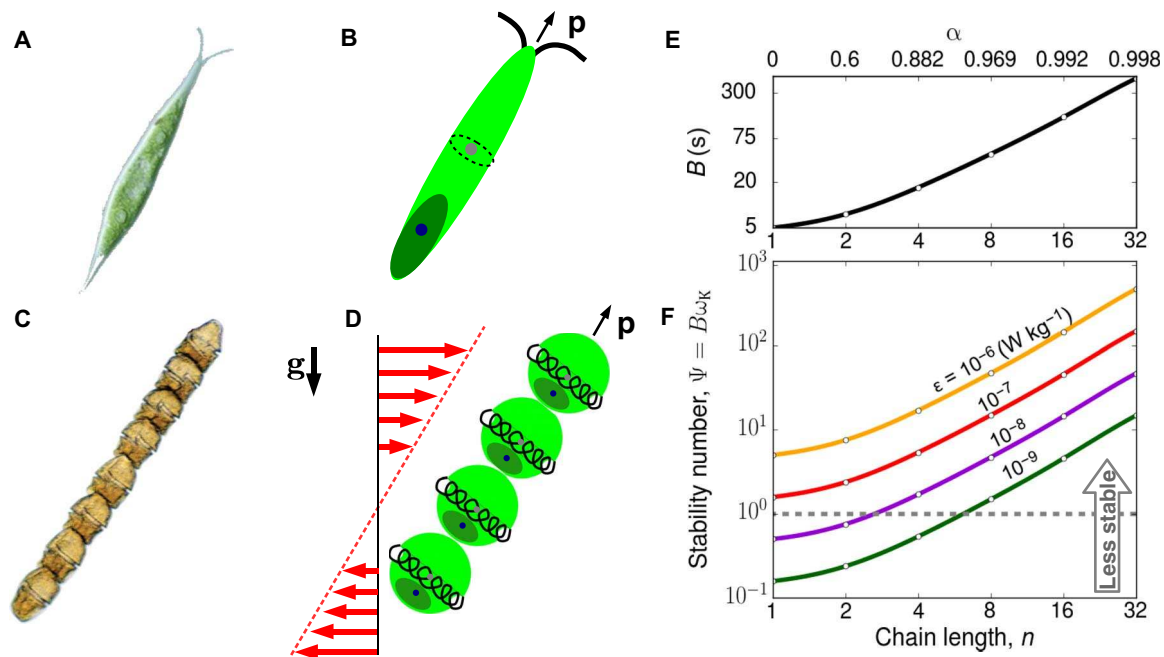 A
B
p
C
D
g
p
E
α
0 0.6 0.882 0.969 0.992 0.998
300
75
20
5
B(s)
1 2 4 8 16 32
F
10³
10²
10¹
10⁰
10⁻¹
Stability number, Ψ = Bω_K
ε = 10⁻⁶ (W kg⁻¹)
10⁻⁷
10⁻⁸
10⁻⁹
Less stable
1 2 4 8 16 32
Chain length, n